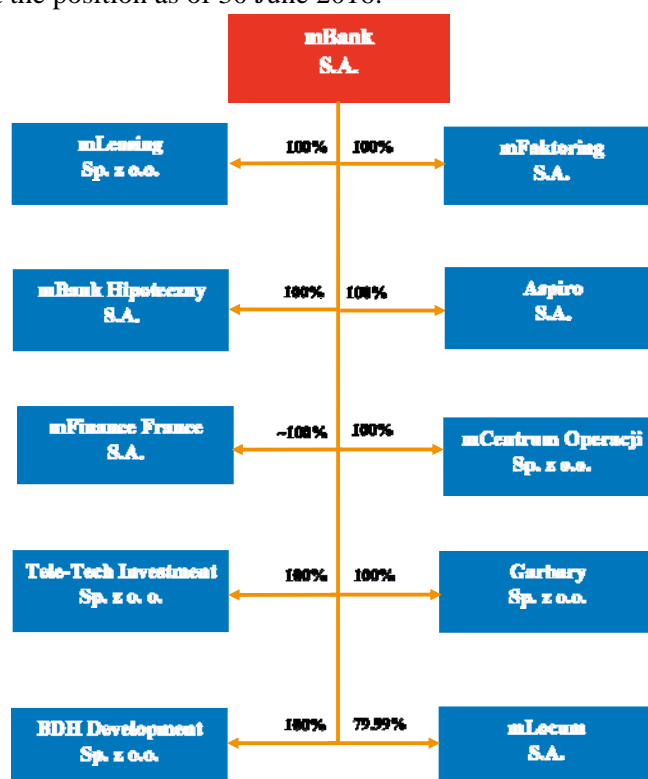 the position as of 30 June 2016.
mBank
S.A.
mLeasing
Sp. z o.o.
100%
100%
mFaktoring
S.A.
mBank Hipoteczny
S.A.
100%
100%
Aspiro
S.A.
mFinance France
S.A.
~100%
100%
mCentrum Operacji
Sp. z o.o.
Tele-Tech Investment
Sp. z o. o.
100%
100%
Garbary
Sp. z o.o.
BDH Development
Sp. z o.o.
100%
79.99%
mLocum
S.A.